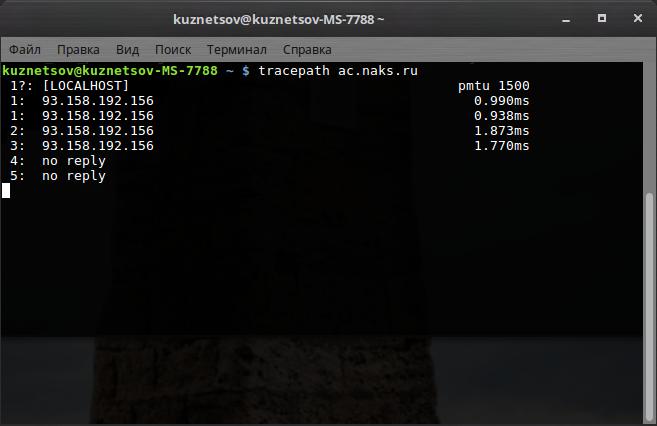 kuznetsov@kuznetsov-MS-7788 ~
Файл Правка Вид Поиск Терминал Справка
kuznetsov@kuznetsov-MS-7788 ~ $ tracepath ac.naks.ru
1?: [LOCALHOST] pmtu 1500
1: 93.158.192.156 0.990ms
1: 93.158.192.156 0.938ms
2: 93.158.192.156 1.873ms
3: 93.158.192.156 1.770ms
4: no reply
5: no reply